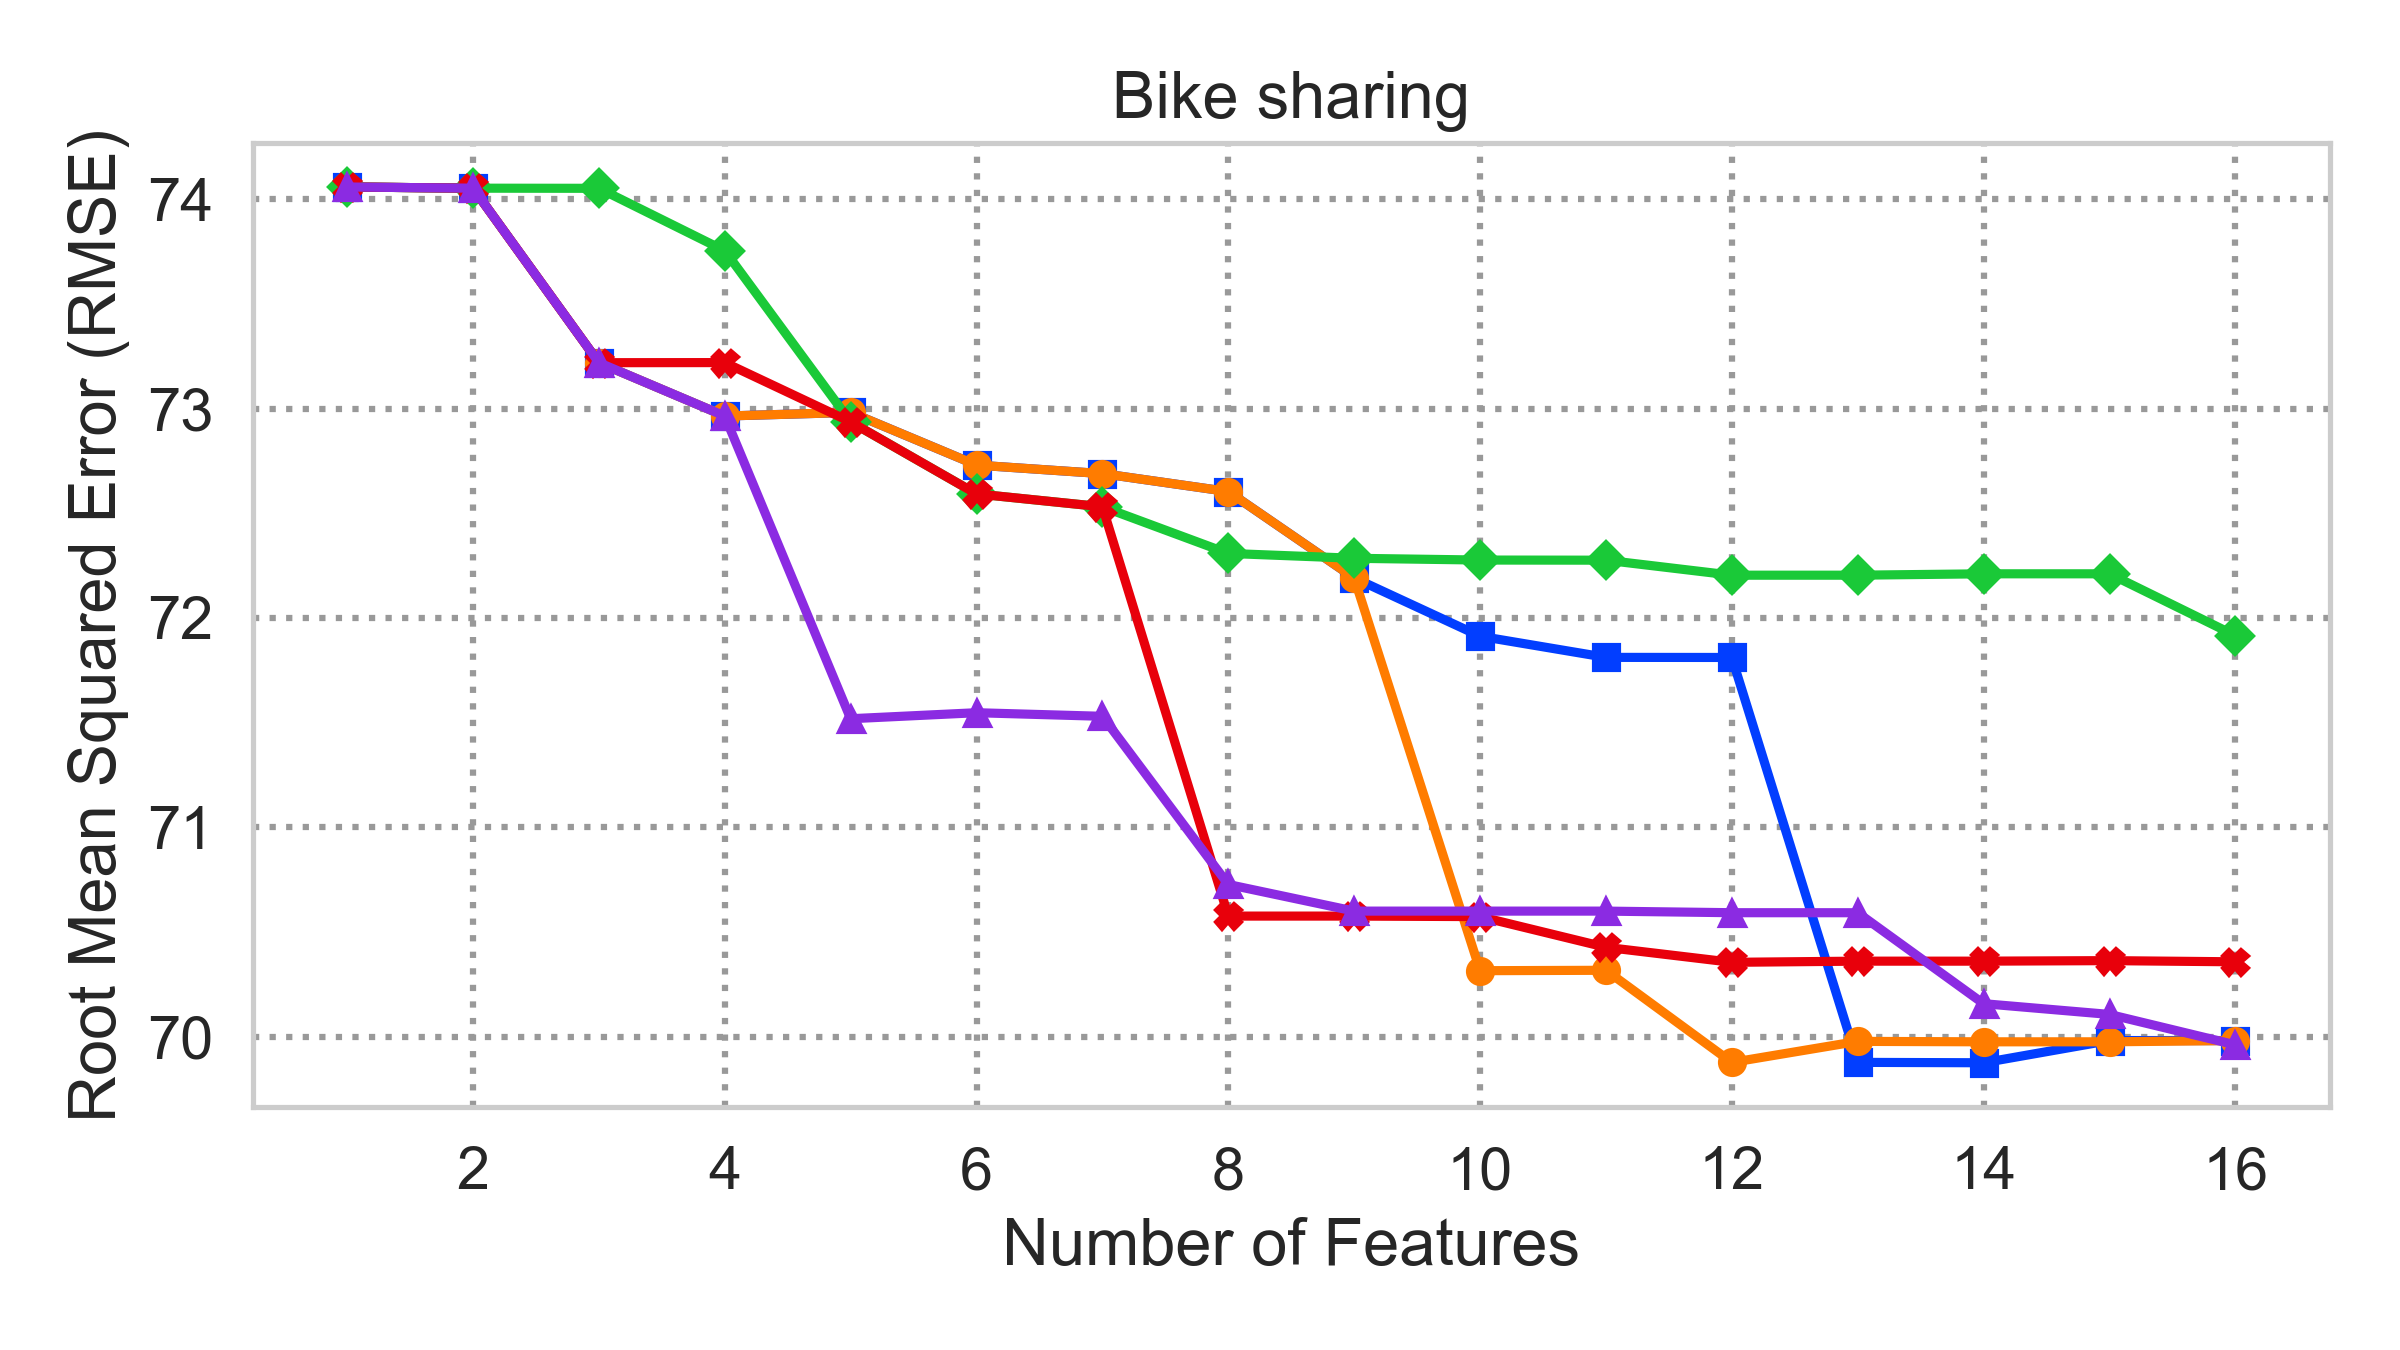 Bike sharing
Root Mean Squared Error (RMSE)
74
73
72
71
70
2 4 6 8 10 12 14 16
Number of Features